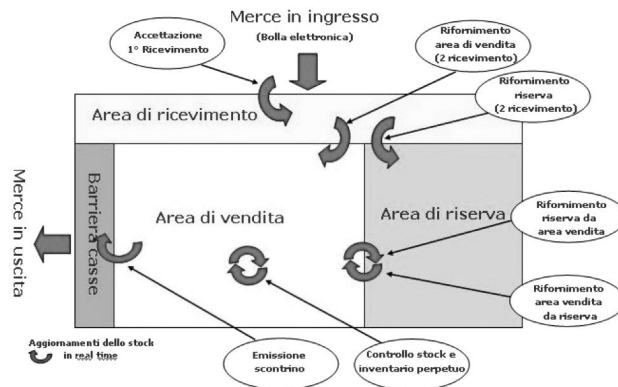 Merce in ingresso
(Bolla elettronica)
Accettazione
1° Ricevimento
Rifornimento
area di vendita
(2 ricevimento)
Rifornimento
riserva
(2 ricevimento)
Area di ricevimento
Barriera casse
Area di vendita
Area di riserva
Merce in uscita
Rifornimento
riserva da
area vendita
Rifornimento
area vendita
da riserva
Aggiornamenti dello stock
in real time
Emissione
scontrino
Controllo stock e
inventario perpetuo